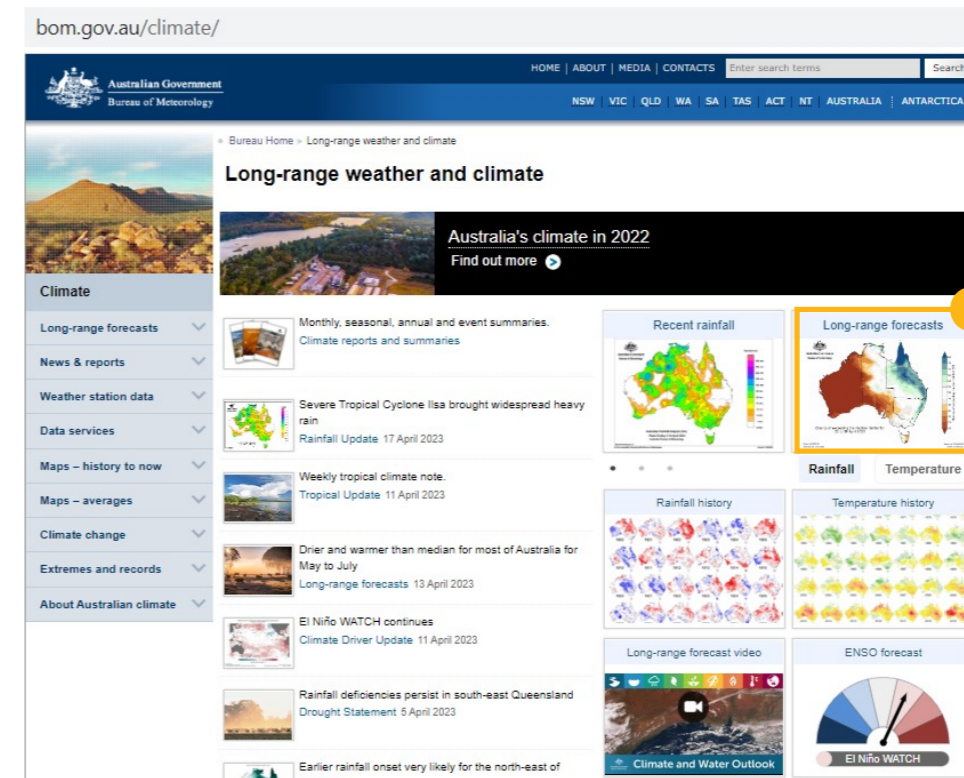 bom.gov.au/climate/
HOME | ABOUT | MEDIA | CONTACTS Enter search terms Search
Australian Government
Bureau of Meteorology
NSW | VIC | QLD | WA | SA | TAS | ACT | NT | AUSTRALIA | ANTARCTICA
Bureau Home > Long-range weather and climate
Long-range weather and climate
Australia's climate in 2022
Find out more
Climate
Long-range forecasts
News & reports
Weather station data
Data services
Maps – history to now
Maps – averages
Climate change
Extremes and records
About Australian climate
Monthly, seasonal, annual and event summaries.
Climate reports and summaries
Severe Tropical Cyclone Ilsa brought widespread heavy
rain
Rainfall Update 17 April 2023
Weekly tropical climate note.
Tropical Update 11 April 2023
Drier and warmer than median for most of Australia for
May to July
Long-range forecasts 13 April 2023
El Niño WATCH continues
Climate Driver Update 11 April 2023
Rainfall deficiencies persist in south-east Queensland
Drought Statement 5 April 2023
Earlier rainfall onset very likely for the north-east of
Recent rainfall
Long-range forecasts
Rainfall Temperature
Rainfall history
Temperature history
Long-range forecast video
Climate and Water Outlook
ENSO forecast
El Niño WATCH